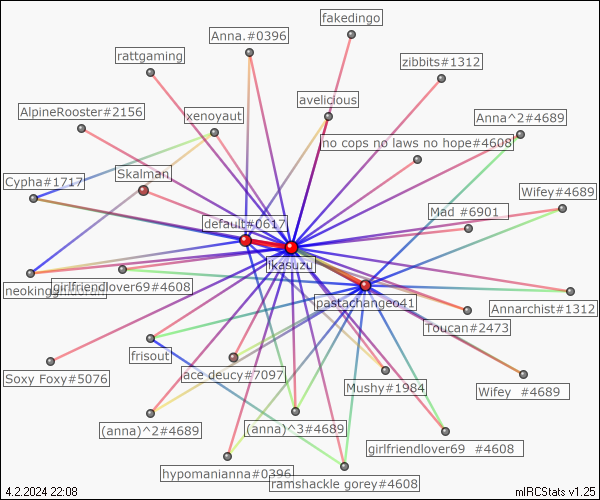 fakedingo
Anna.#0396
rattgaming
zibbits#1312
avelicious
AlpineRooster#2156
xenoyaut
Anna^2#4689
no cops no laws no hope#4608
Skalman
Cypha#1717
Wifey#4689
Mad #6901
default#0617
ikasuzu
girlfriendlover69#4608
pastachangeo41
Annarchist#1312
Toucan#2473
frisout
Soxy Foxy#5076
ace deucy#7097
Mushy#1984
Wifey #4689
(anna)^2#4689
(anna)^3#4689
girlfriendlover69 #4608
hypomanianna#0396
ramshackle gorey#4608
4.2.2024 22:08
mIRCStats v1.25